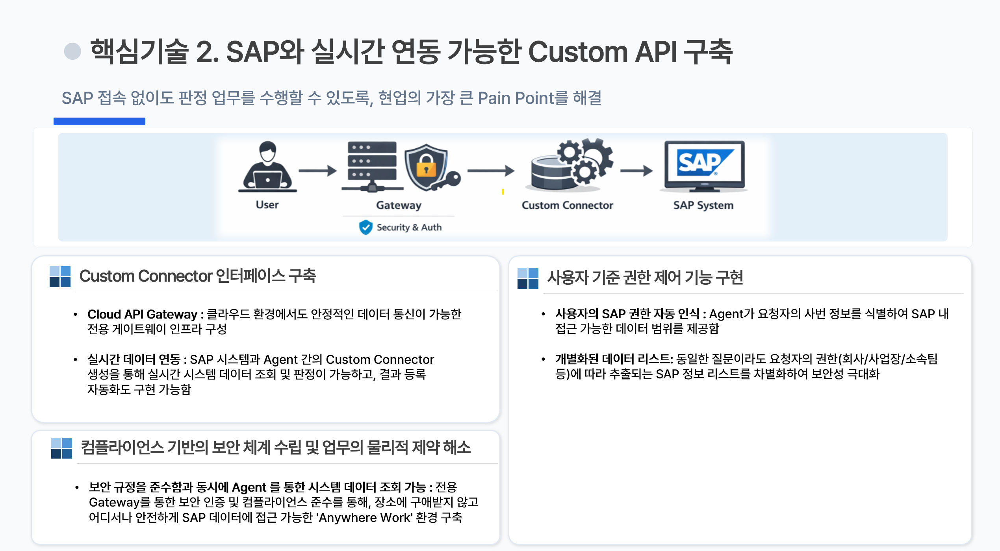 핵심기술 2. SAP와 실시간 연동 가능한 Custom API 구축
SAP 접속 없이도 판정 업무를 수행할 수 있도록, 현업의 가장 큰 Pain Point를 해결
SAP
®
User
Gateway
Custom Connector
SAP System
Security & Auth
Custom Connector 인터페이스 구축
• Cloud API Gateway : 클라우드 환경에서도 안정적인 데이터 통신이 가능한
전용 게이트웨이 인프라 구성
• 실시간 데이터 연동 : SAP 시스템과 Agent 간의 Custom Connector
생성을 통해 실시간 시스템 데이터 조회 및 판정이 가능하고, 결과 등록
자동화도 구현 가능함
컴플라이언스 기반의 보안 체계 수립 및 업무의 물리적 제약 해소
• 보안 규정을 준수함과 동시에 Agent 를 통한 시스템 데이터 조회 가능 : 전용
Gateway를 통한 보안 인증 및 컴플라이언스 준수를 통해, 장소에 구애받지 않고
어디서나 안전하게 SAP 데이터에 접근 가능한 'Anywhere Work' 환경 구축
사용자 기준 권한 제어 기능 구현
• 사용자의 SAP 권한 자동 인식 : Agent가 요청자의 사번 정보를 식별하여 SAP 내
접근 가능한 데이터 범위를 제공함
• 개별화된 데이터 리스트: 동일한 질문이라도 요청자의 권한(회사/사업장/소속팀
등)에 따라 추출되는 SAP 정보 리스트를 차별화하여 보안성 극대화